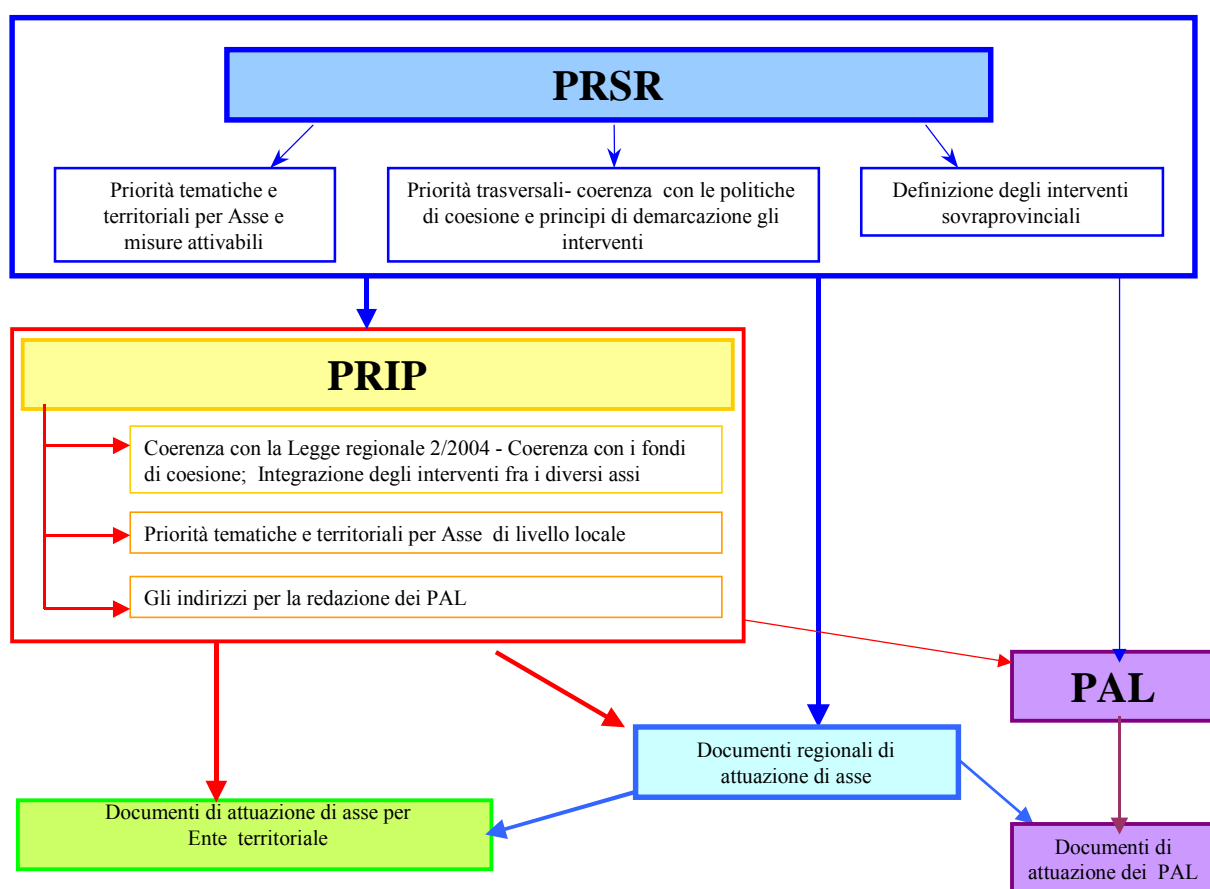 PRSR
Priorità tematiche e
territoriali per Asse e
misure attivabili
Priorità trasversali- coerenza con le politiche
di coesione e principi di demarcazione gli
interventi
Definizione degli interventi
sovraprovinciali
PRIP
Coerenza con la Legge regionale 2/2004 - Coerenza con i fondi
di coesione; Integrazione degli interventi fra i diversi assi
Priorità tematiche e territoriali per Asse di livello locale
Gli indirizzi per la redazione dei PAL
PAL
Documenti regionali di
attuazione di asse
Documenti di attuazione di asse per
Ente territoriale
Documenti di
attuazione dei PAL